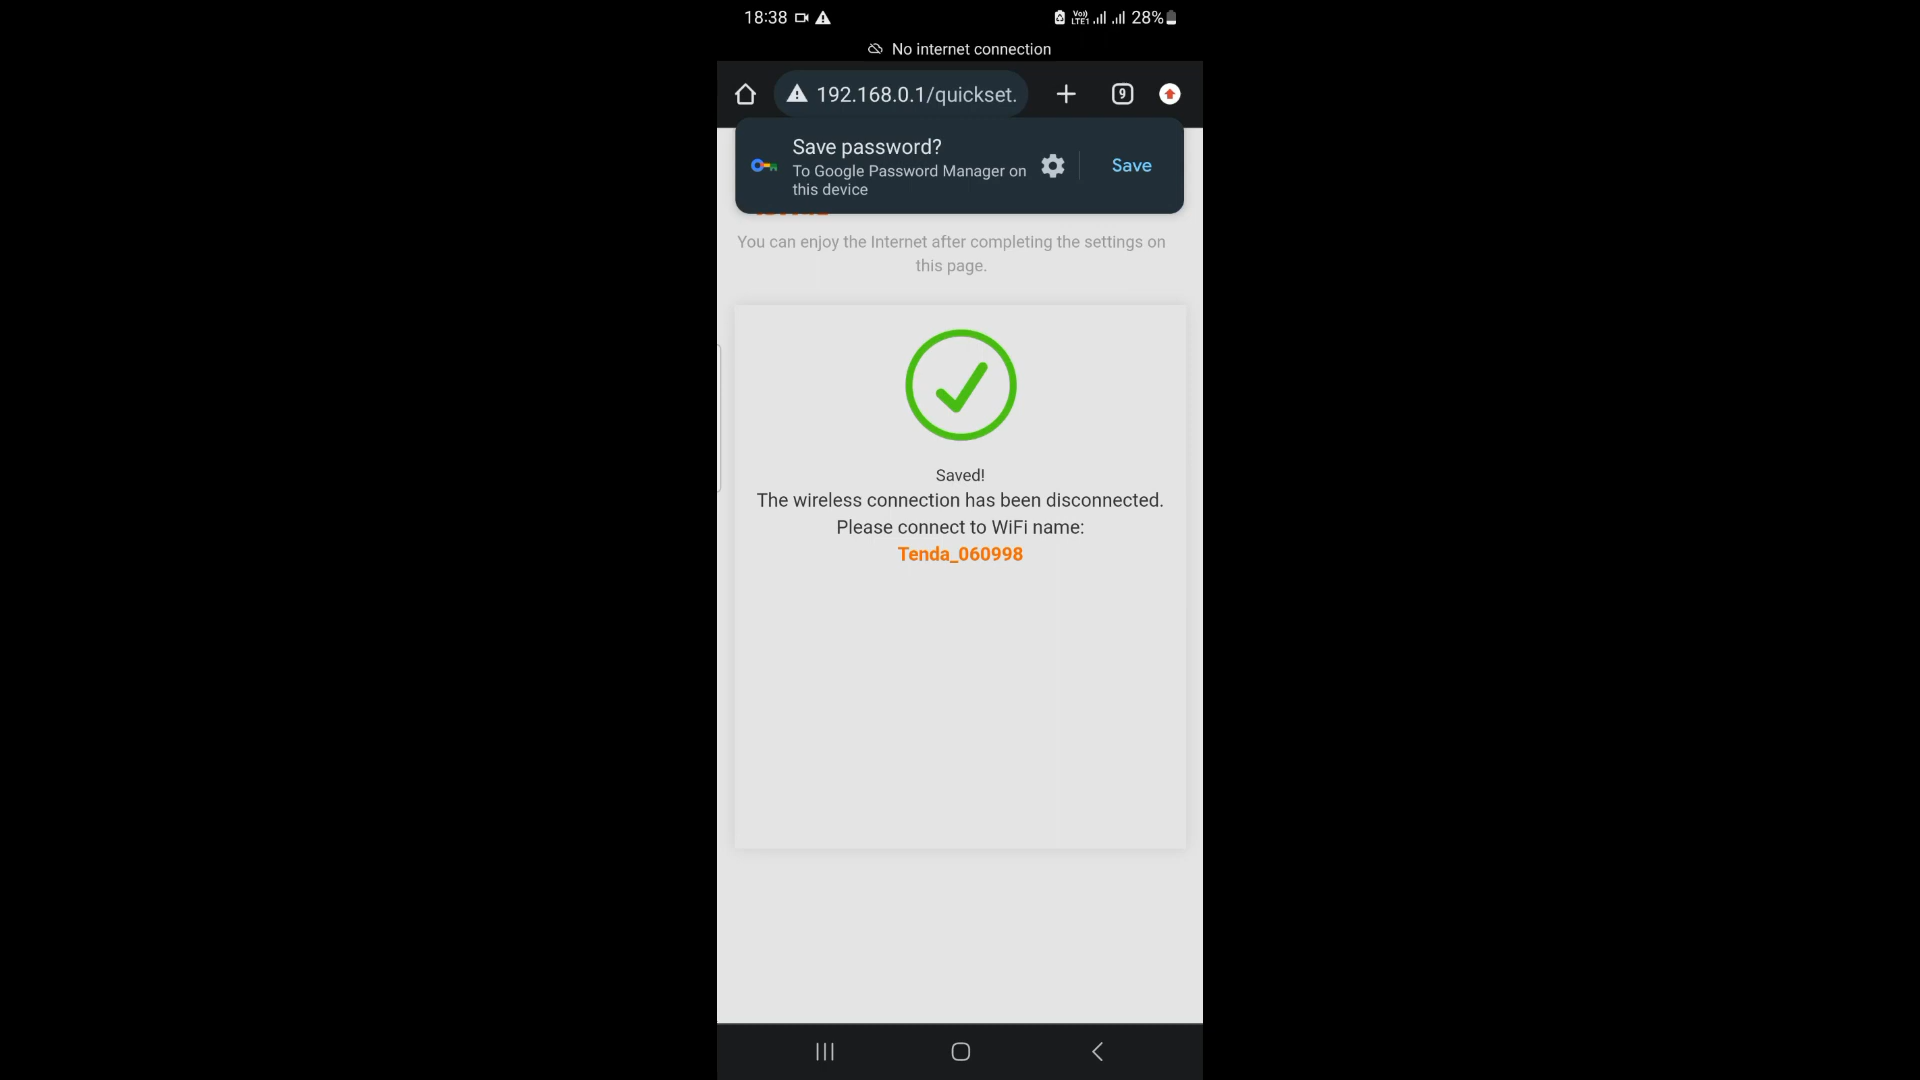 18:38
Vo))
LTE1
28%
No internet connection
192.168.0.1/quickset.
9
Save password?
To Google Password Manager on
this device
Save
You can enjoy the Internet after completing the settings on
this page.
Saved!
The wireless connection has been disconnected.
Please connect to WiFi name:
Tenda_060998